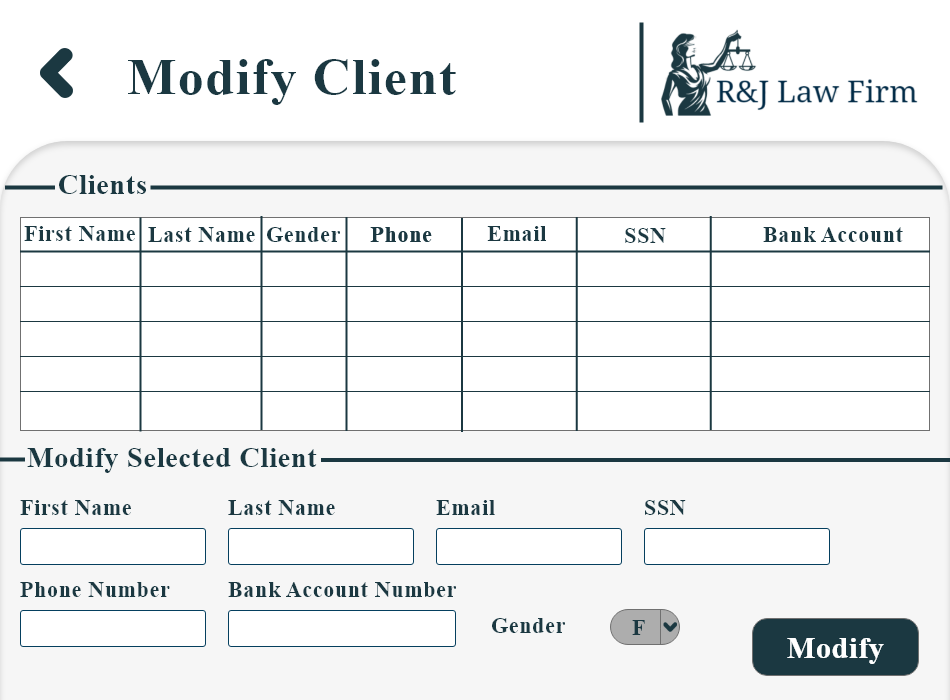 Modify Client
R&J Law Firm
Clients
First Name Last Name Gender Phone Email SSN Bank Account
Modify Selected Client
First Name Last Name Email SSN
Phone Number Bank Account Number
Gender F
Modify